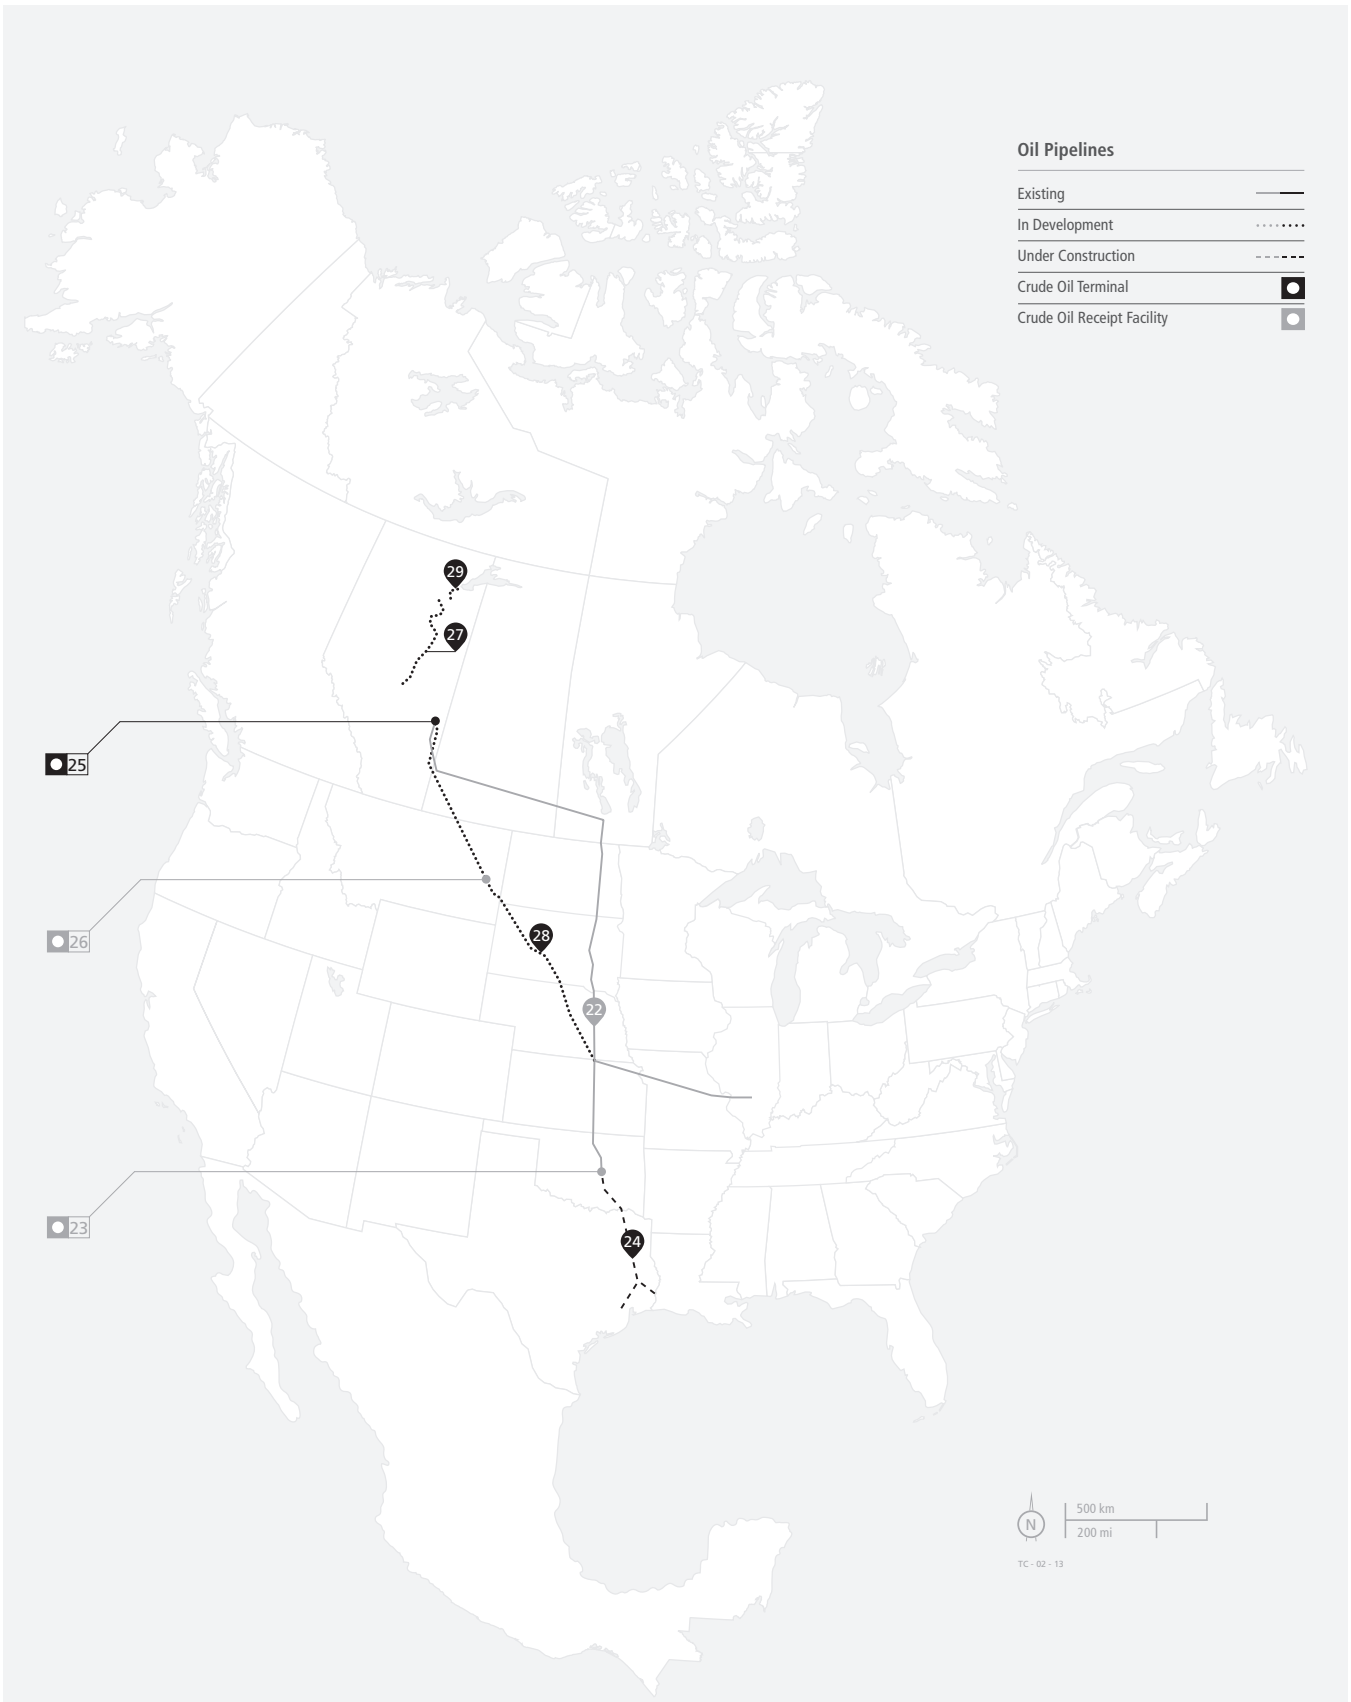 Oil Pipelines
Existing
In Development
Under Construction
Crude Oil Terminal
Crude Oil Receipt Facility
29
27
25
26
28
22
23
24
N
500 km
200 mi
TC - 02 - 13